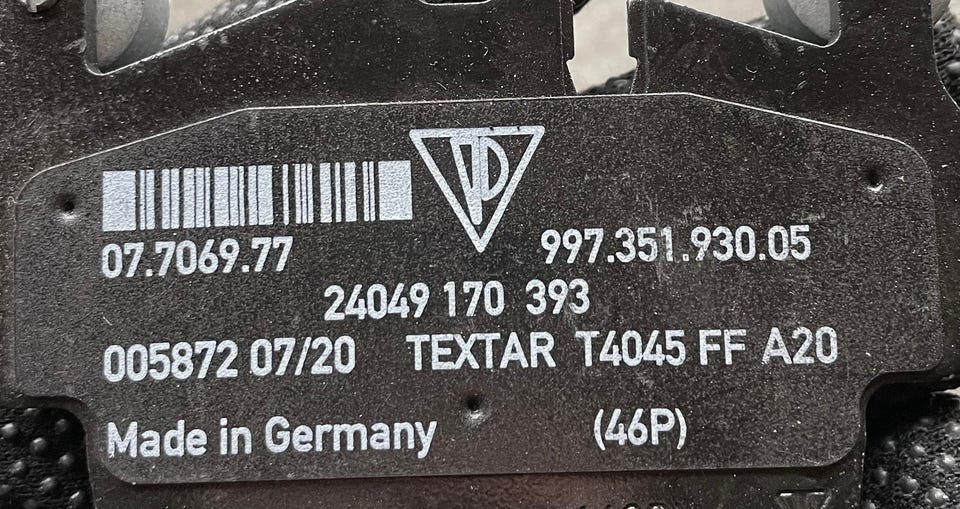 07.7069.77 997.351.930.05
24049 170 393
005872 07/20 TEXTAR T4045 FF A20
Made in Germany (46P)